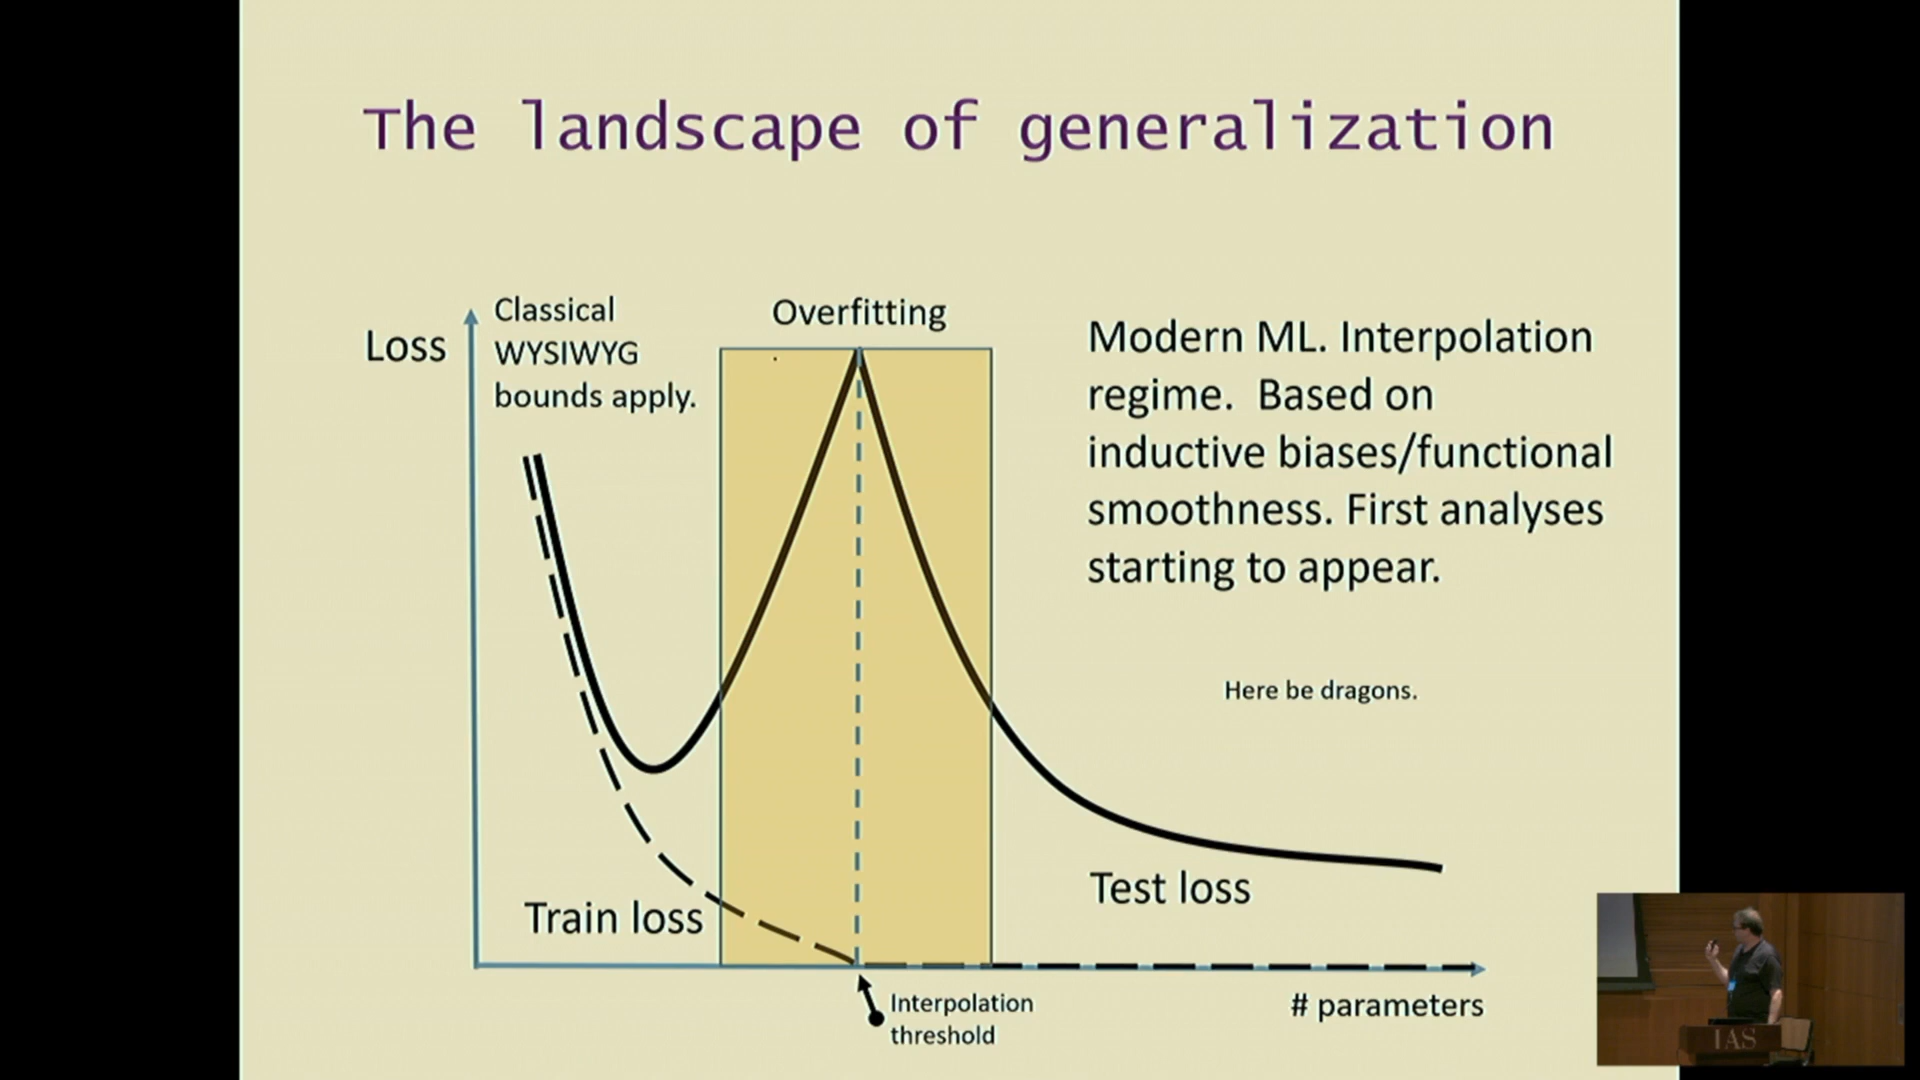 The landscape of generalization
Loss
Classical
WYSIWYG
bounds apply.
Overfitting
Modern ML. Interpolation
regime. Based on
inductive biases/functional
smoothness. First analyses
starting to appear.
Here be dragons.
Train loss
Test loss
Interpolation
threshold
# parameters
IAS